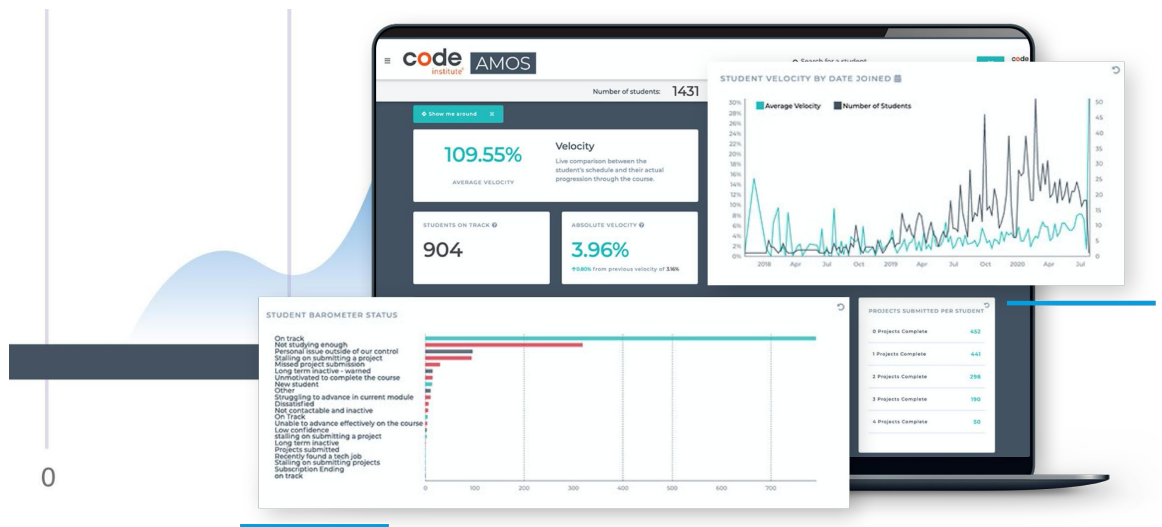 code
institute
AMOS
Search for a student
code
Number of students: 1431
Show me around ×
109.55%
AVERAGE VELOCITY
Velocity
Live comparison between the
student's schedule and their actual
progression through the course.
STUDENTS ON TRACK
904
ABSOLUTE VELOCITY
3.96%
0.80% from previous velocity of 3.16%
STUDENT VELOCITY BY DATE JOINED
Average Velocity Number of Students
30%
28%
26%
24%
22%
20%
18%
16%
14%
12%
10%
8%
6%
4%
2%
0%
50
45
40
35
30
25
20
15
10
5
0
2018 Apr Jul Oct 2019 Apr Jul Oct 2020 Apr Jul
STUDENT BAROMETER STATUS
On track
Not studying enough
Personal issue outside of our control
Stalling on submitting a project
Missed project submission
Long term inactive - warned
Unmotivated to complete the course
New student
Other
Struggling to advance in current module
Dissatisfied
Not contactable and inactive
On Track
Unable to advance effectively on the course
Low confidence
stalling on submitting a project
Long term inactive
Projects submitted
Recently found a tech job
Stalling on submitting projects
Subscription Ending
on track
0 100 200 300 400 500 600 700
PROJECTS SUBMITTED PER STUDENT
0 Projects Complete 452
1 Projects Complete 441
2 Projects Complete 298
3 Projects Complete 190
4 Projects Complete 50
0